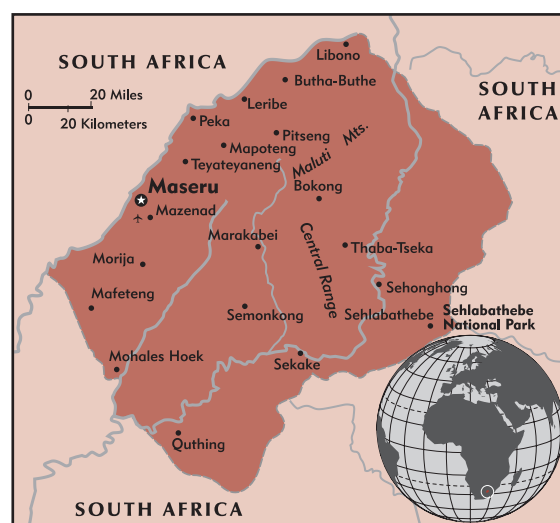 Libono
SOUTH AFRICA
Butha-Buthe
SOUTH
AFRICA
0 20 Miles
0 20 Kilometers
Leribe
Peka
Pitseng
Mapoteng
Maluti Mts.
Teyateyaneng
Maseru
Bokong
Mazenad
Marakabei
Central Range
Thaba-Tseka
Morija
Sehonghong
Mafeteng
Semonkong
Sehlabathebe
Sehlabathebe
National Park
Mohales Hoek
Sekake
Quthing
SOUTH AFRICA